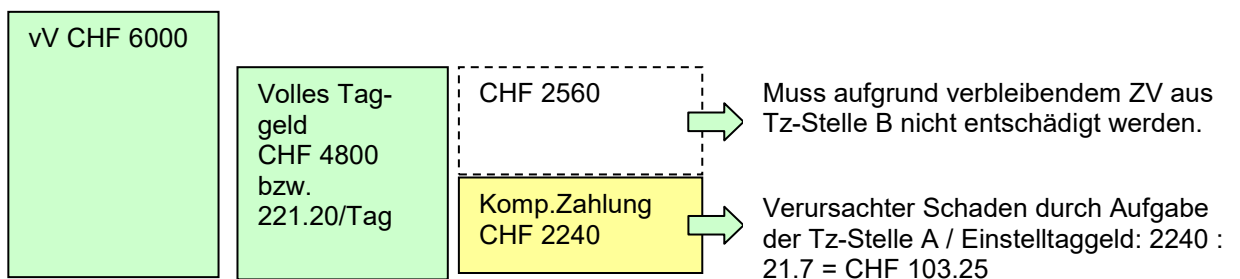 vV CHF 6000
Volles Tag-
geld
CHF 4800
bzw.
221.20/Tag
CHF 2560
Muss aufgrund verbleibendem ZV aus
Tz-Stelle B nicht entschädigt werden.
Komp.Zahlung
CHF 2240
Verursachter Schaden durch Aufgabe
der Tz-Stelle A / Einstelltaggeld: 2240 :
21.7 = CHF 103.25